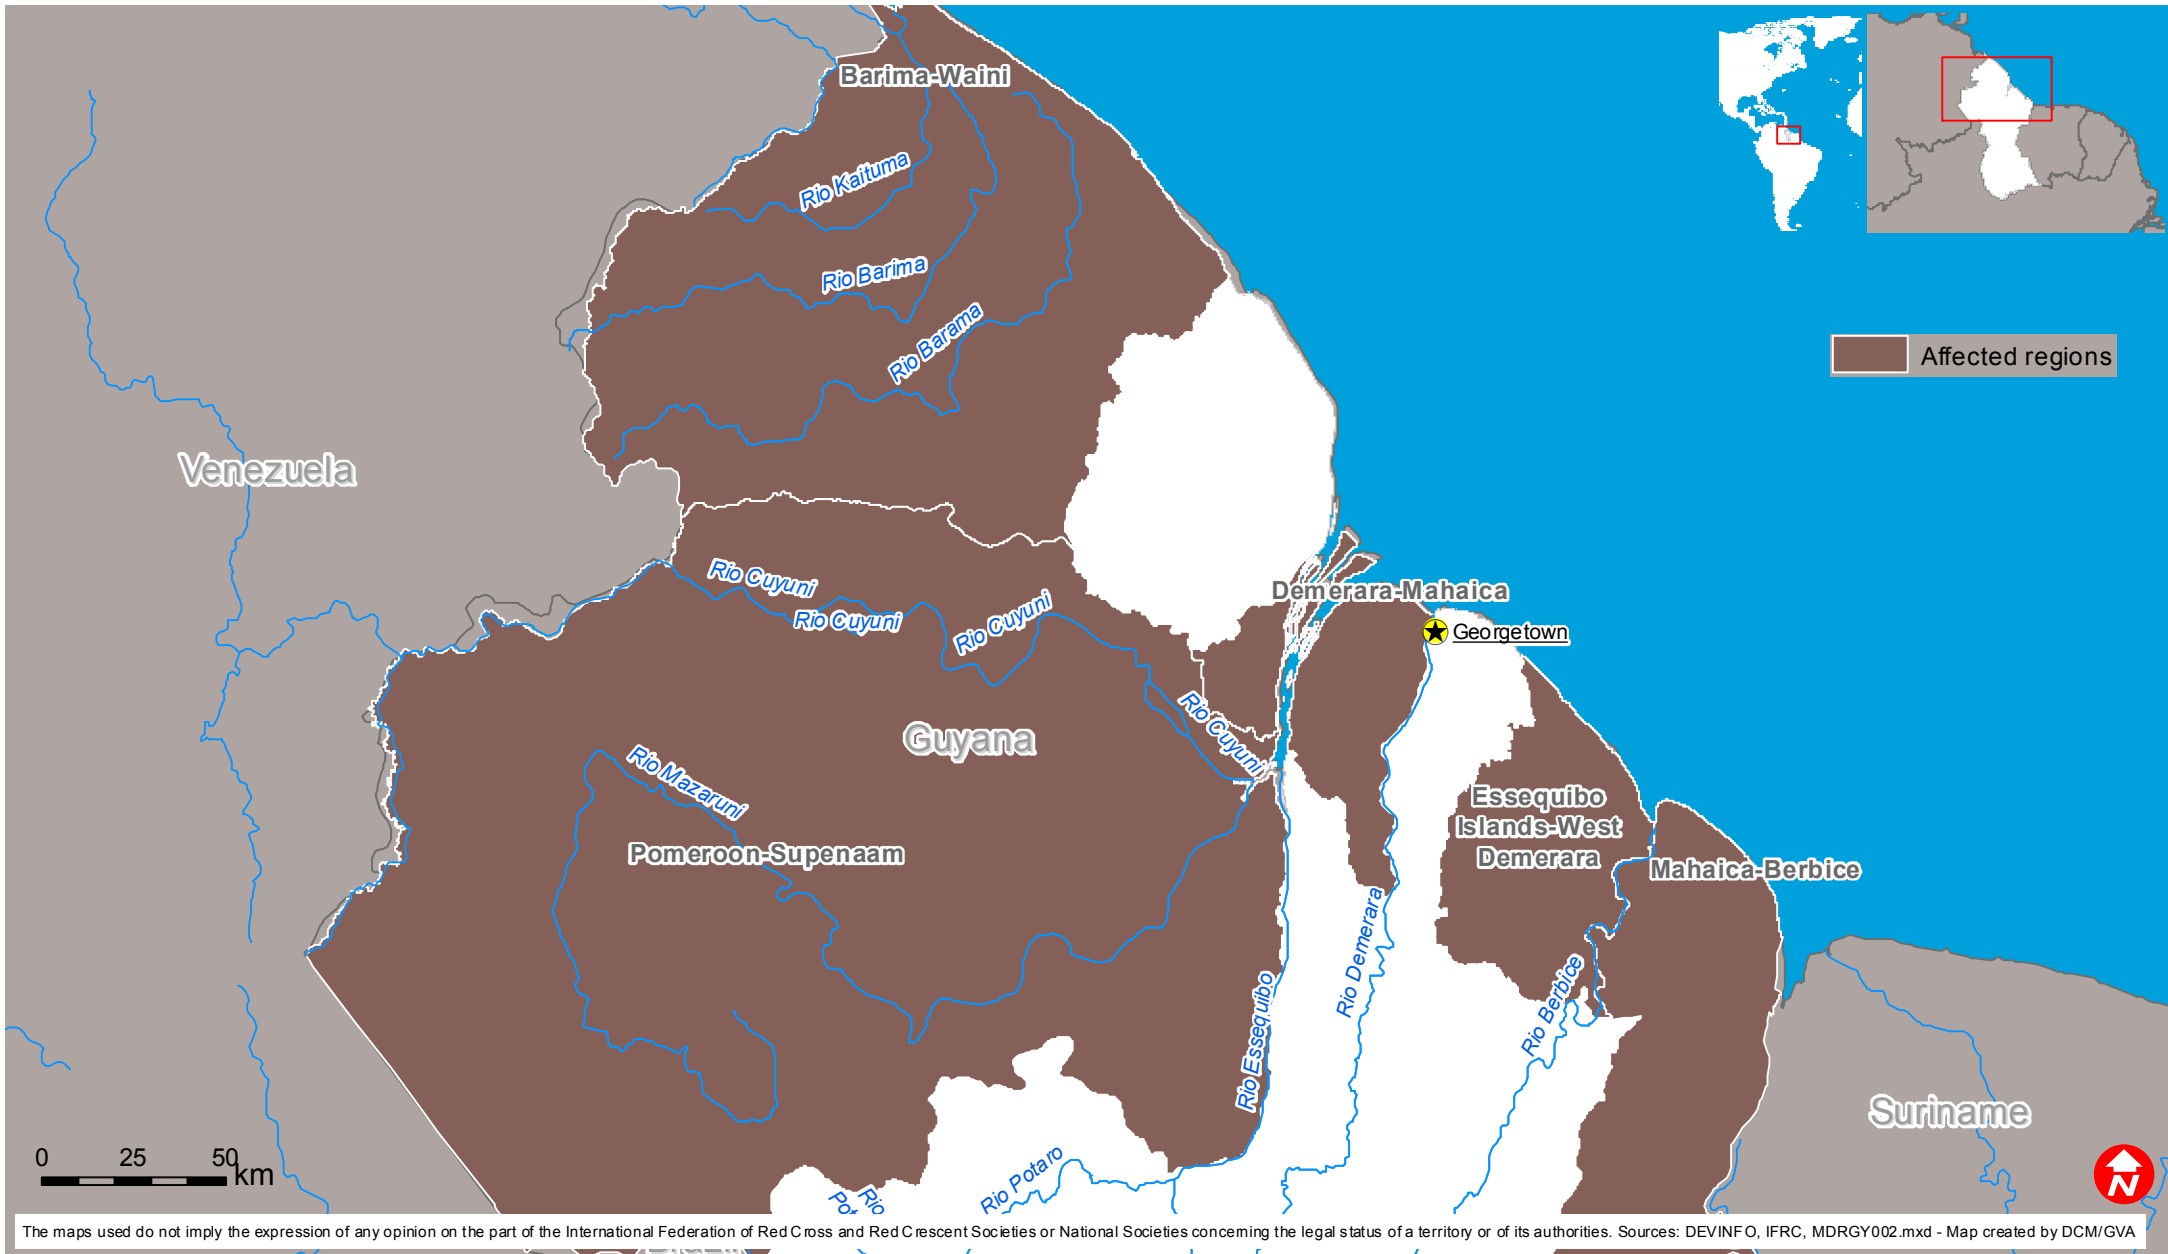 Barima-Waini
Rio Kaituma
Rio Barima
Rio Barama
Affected regions
Venezuela
Rio Cuyuni
Rio Cuyuni
Rio Cuyuni
Demerara-Mahaica
Georgetown
Rio Cuyuni
Guyana
Rio Mazaruni
Essequibo
Islands-West
Demerara
Pomeroon-Supenaam
Mahaica-Berbice
Rio Demerara
Rio Berbice
Rio Essequibo
Suriname
0 25 50 km
N
Rio Potaro
Rio
The maps used do not imply the expression of any opinion on the part of the International Federation of Red Cross and Red Crescent Societies or National Societies concerning the legal status of a territory or of its authorities. Sources: DEVINFO, IFRC, MDRGY002.mxd - Map created by DCM/GVA